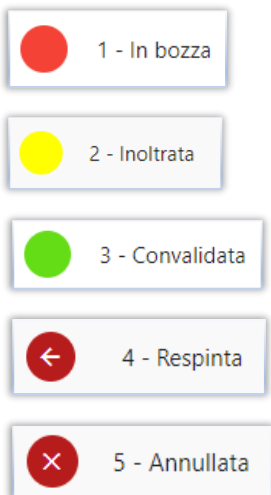 1 - In bozza
2 - Inoltrata
3 - Convalidata
4 - Respinta
5 - Annullata